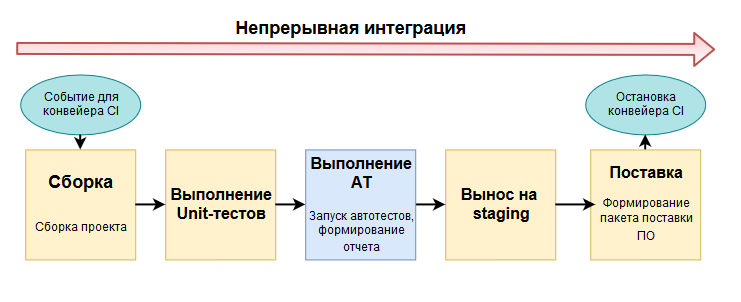 Непрерывная интеграция
Событие для
конвейера CI
Остановка
конвейера CI
Сборка
Сборка проекта
Выполнение
Unit-тестов
Выполнение
АТ
Запуск автотестов,
формирование
отчета
Вынос на
staging
Поставка
Формирование
пакета поставки
ПО